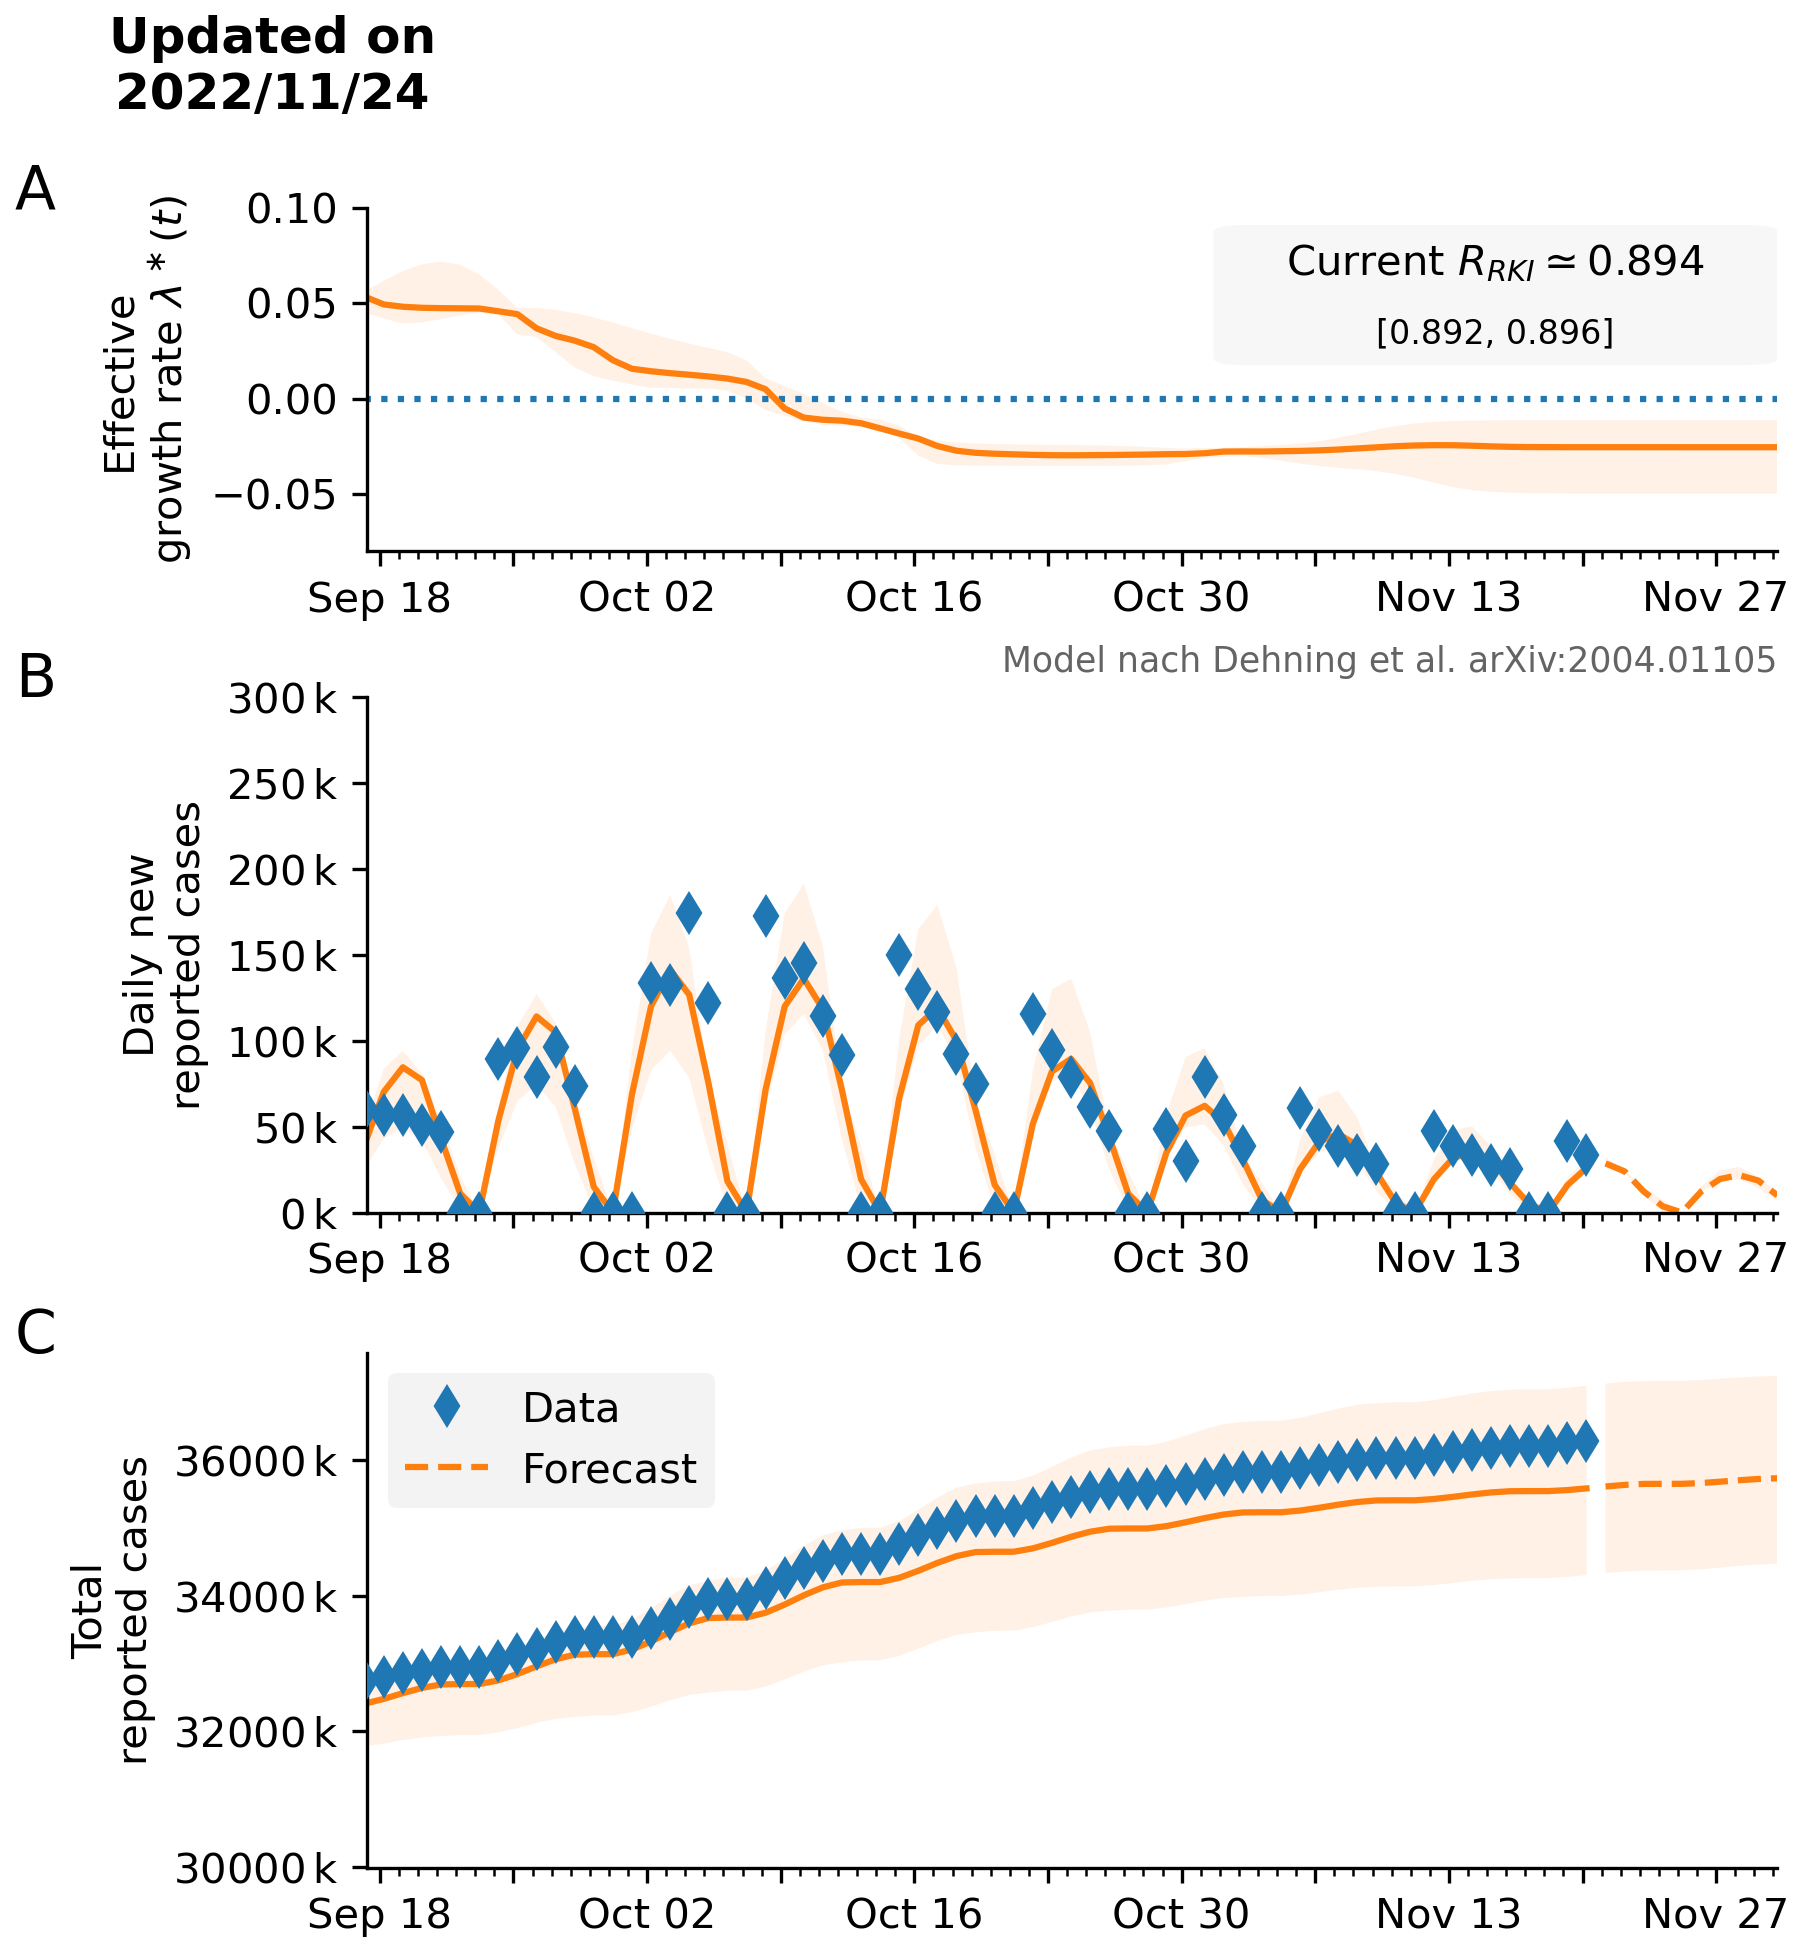 Updated on
2022/11/24
A
Effective
growth rate λ * (t)
0.10
0.05
0.00
−0.05
Current R_RKI ≃ 0.894
[0.892, 0.896]
Sep 18 Oct 02 Oct 16 Oct 30 Nov 13 Nov 27
Model nach Dehning et al. arXiv:2004.01105
B
Daily new
reported cases
300 k
250 k
200 k
150 k
100 k
50 k
0 k
Sep 18 Oct 02 Oct 16 Oct 30 Nov 13 Nov 27
C
Total
reported cases
36000 k
34000 k
32000 k
30000 k
Data
Forecast
Sep 18 Oct 02 Oct 16 Oct 30 Nov 13 Nov 27